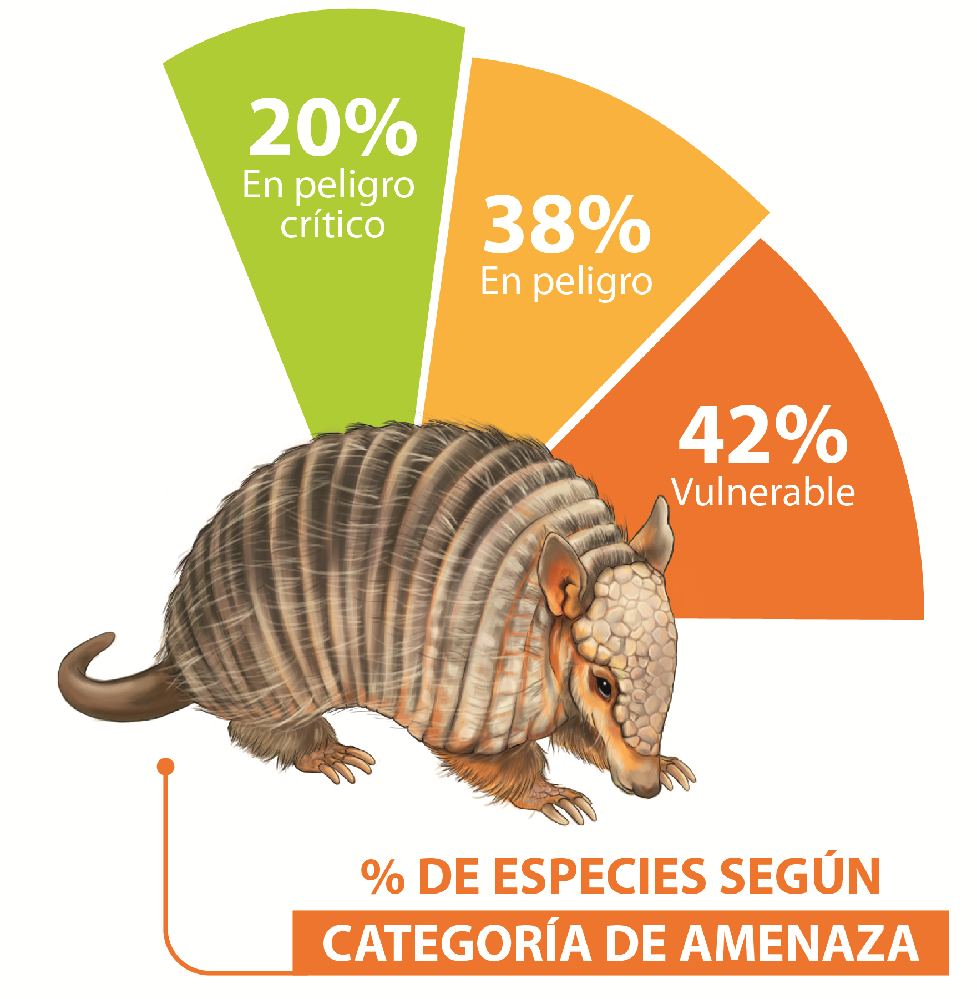 20%
En peligro
crítico
38%
En peligro
42%
Vulnerable
% DE ESPECIES SEGÚN
CATEGORÍA DE AMENAZA